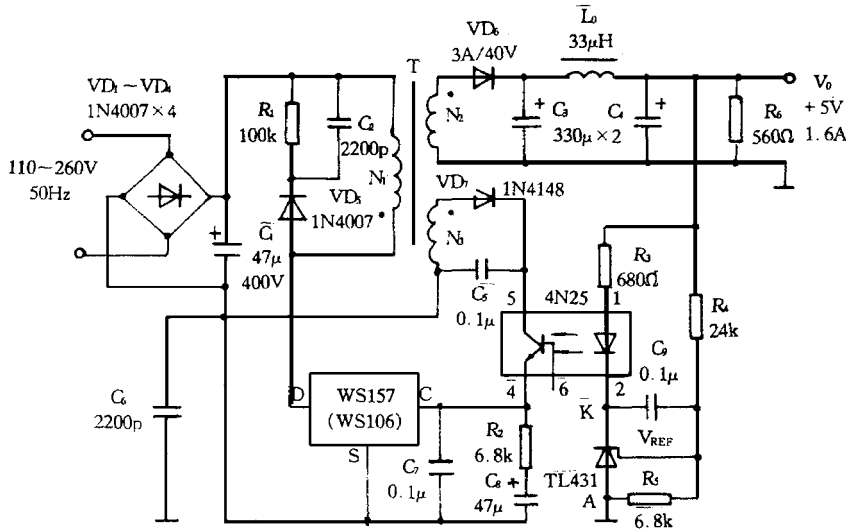 L₀
33μH
VD₆
3A/40V
T
VD₁～VD₄
1N4007×4
R₁
100k
C₂
2200p
N₁
N₂
C₃
330μ×2
C₄
R₆
560Ω
V₀
+5V
1.6A
110～260V
50Hz
VD₅
1N4007
VD₇
1N4148
N₃
C₁
47μ
400V
C₅
0.1μ
5
4N25
1
R₃
680Ω
R₄
24k
4
6
2
C₉
0.1μ
C₆
2200p
D
WS157
(WS106)
C
S
K
V_REF
R₂
6.8k
C₇
0.1μ
C₈
47μ
TL431
A
R₅
6.8k